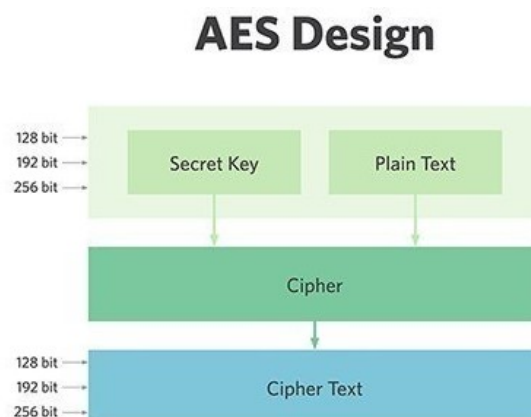 AES Design
128 bit
192 bit
256 bit
Secret Key
Plain Text
Cipher
128 bit
192 bit
256 bit
Cipher Text